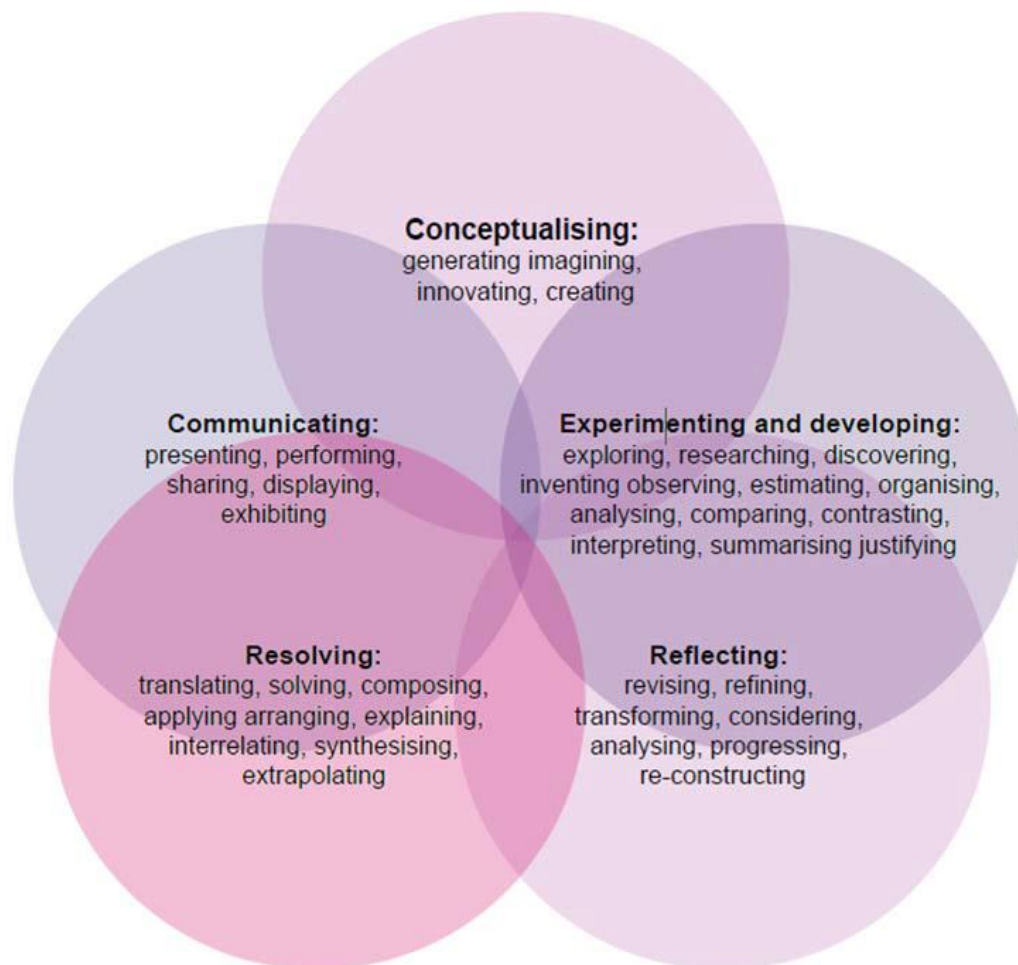 Conceptualising:
generating imagining,
innovating, creating
Communicating:
presenting, performing,
sharing, displaying,
exhibiting
Experimenting and developing:
exploring, researching, discovering,
inventing observing, estimating, organising,
analysing, comparing, contrasting,
interpreting, summarising justifying
Resolving:
translating, solving, composing,
applying arranging, explaining,
interrelating, synthesising,
extrapolating
Reflecting:
revising, refining,
transforming, considering,
analysing, progressing,
re-constructing